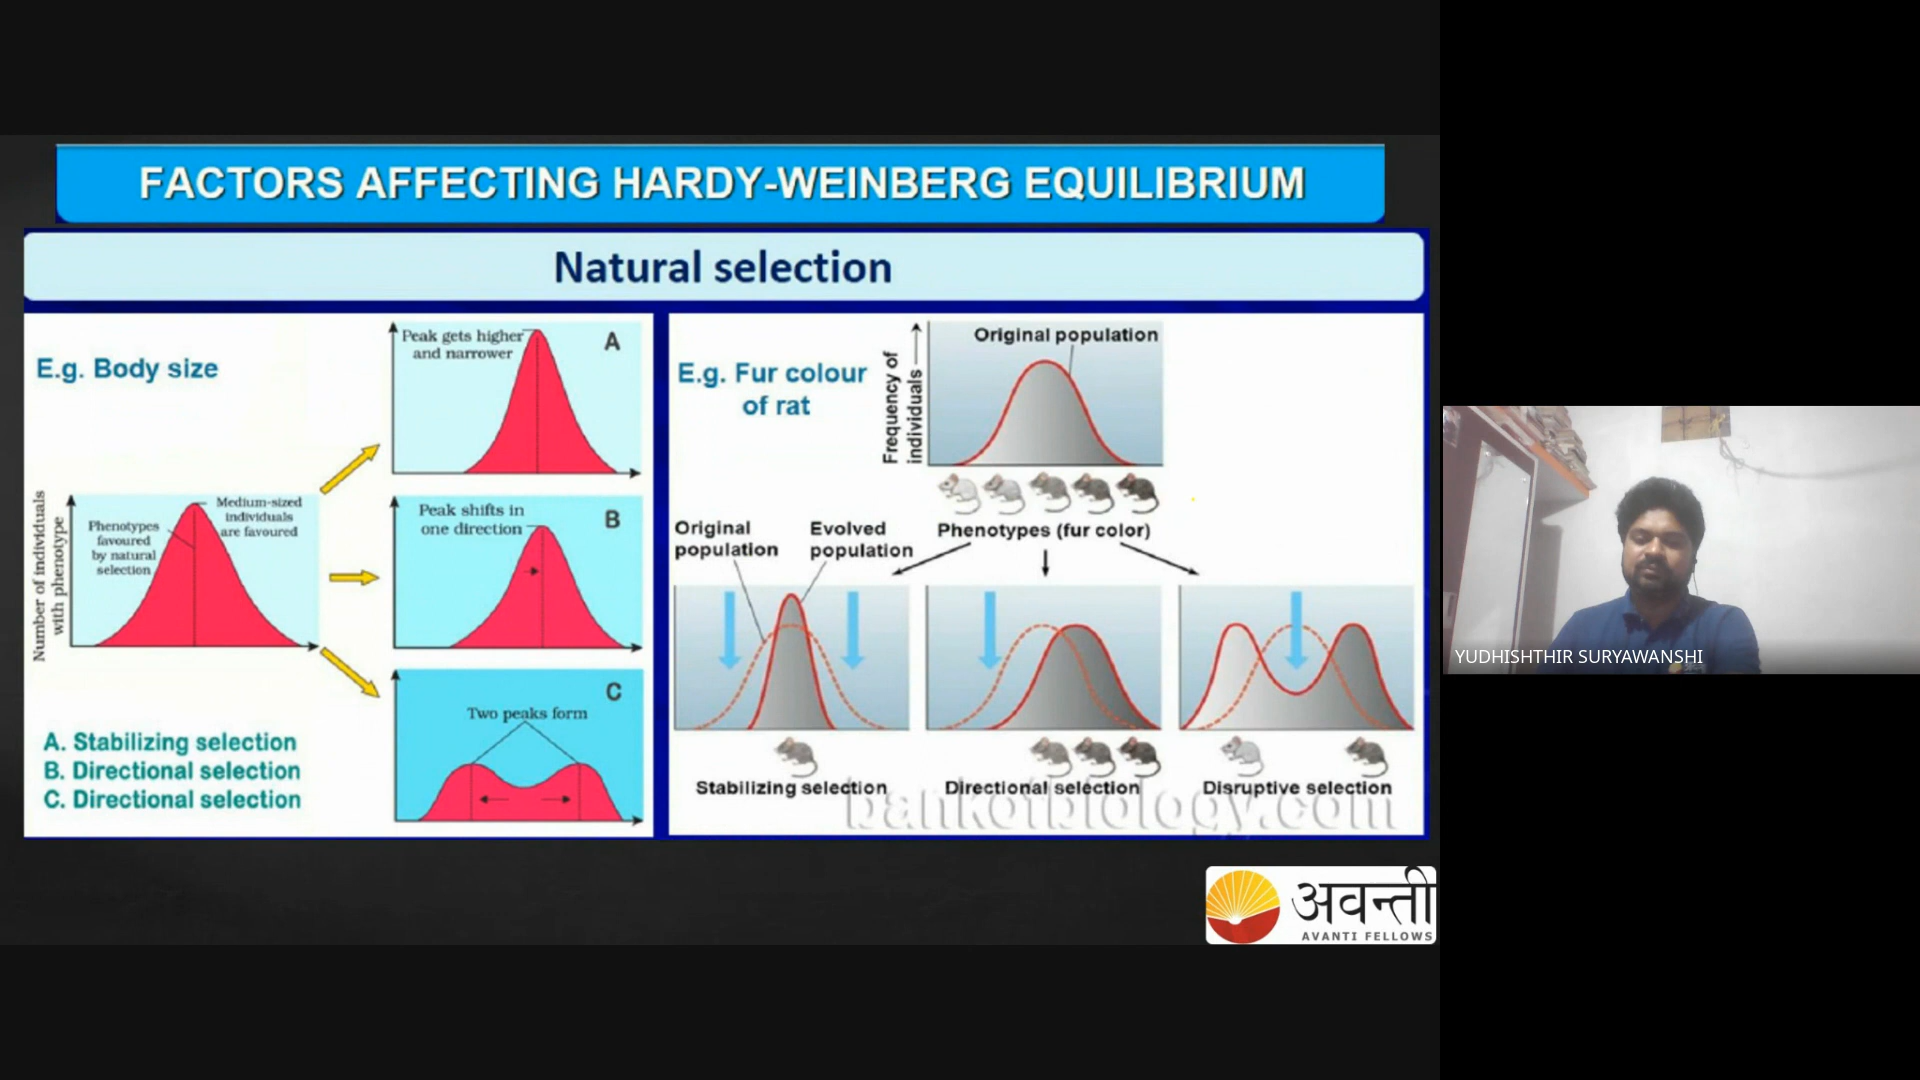 FACTORS AFFECTING HARDY-WEINBERG EQUILIBRIUM
Natural selection
E.g. Body size
Number of individuals
with phenotype
Phenotypes
favoured
by natural
selection
Medium-sized
individuals
are favoured
Peak gets higher
and narrower
A
Peak shifts in
one direction
B
C
Two peaks form
A. Stabilizing selection
B. Directional selection
C. Directional selection
E.g. Fur colour
of rat
Frequency of
individuals
Original population
Phenotypes (fur color)
Original
population
Evolved
population
Stabilizing selection
Directional selection
Disruptive selection
bankofbiology.com
अवन्ती
AVANTI FELLOWS
YUDHISHTHIR SURYAWANSHI